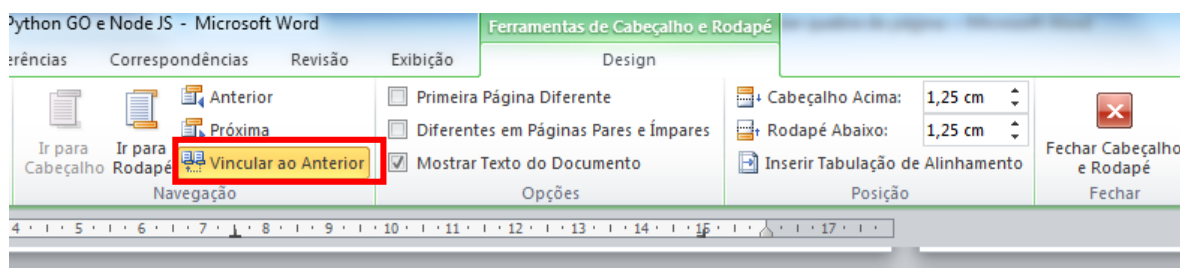 Python GO e Node JS - Microsoft Word
Ferramentas de Cabeçalho e Rodapé
erências Correspondências Revisão Exibição Design
Ir para Cabeçalho
Ir para Rodapé
Anterior
Próxima
Vincular ao Anterior
Navegação
Primeira Página Diferente
Diferentes em Páginas Pares e Ímpares
Mostrar Texto do Documento
Opções
Cabeçalho Acima: 1,25 cm
Rodapé Abaixo: 1,25 cm
Inserir Tabulação de Alinhamento
Posição
Fechar Cabeçalho
e Rodapé
Fechar
4 5 6 7 8 9 10 11 12 13 14 15 17